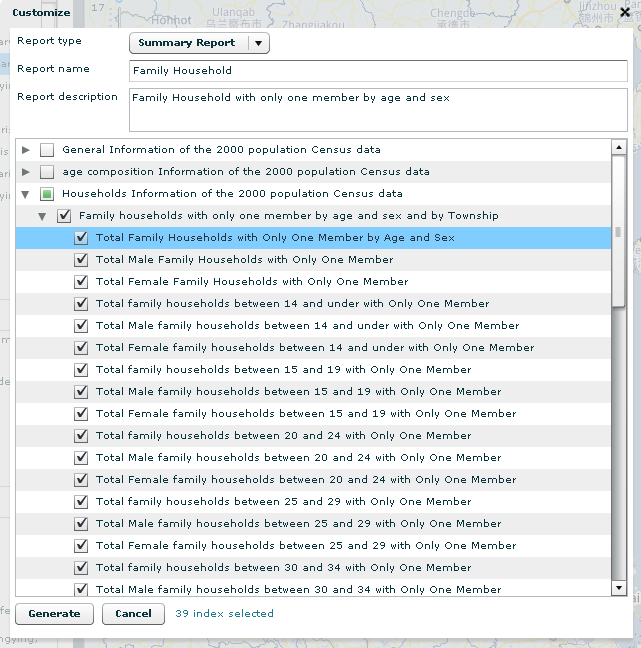 Customize
17
Hohhot
Ulanqab
乌兰察布市
Zhangjiakou
Chengde
承德市
Jinzhou
锦州市
Report type
Summary Report
Report name
Family Household
Report description
Family Household with only one member by age and sex
General Information of the 2000 population Census data
age composition Information of the 2000 population Census data
Households Information of the 2000 population Census data
Family households with only one member by age and sex and by Township
Total Family Households with Only One Member by Age and Sex
Total Male Family Households with Only One Member
Total Female Family Households with Only One Member
Total family households between 14 and under with Only One Member
Total Male family households between 14 and under with Only One Member
Total Female family households between 14 and under with Only One Member
Total family households between 15 and 19 with Only One Member
Total Male family households between 15 and 19 with Only One Member
Total Female family households between 15 and 19 with Only One Member
Total family households between 20 and 24 with Only One Member
Total Male family households between 20 and 24 with Only One Member
Total Female family households between 20 and 24 with Only One Member
Total family households between 25 and 29 with Only One Member
Total Male family households between 25 and 29 with Only One Member
Total Female family households between 25 and 29 with Only One Member
Total family households between 30 and 34 with Only One Member
Total Male family households between 30 and 34 with Only One Member
Generate
Cancel
39 index selected